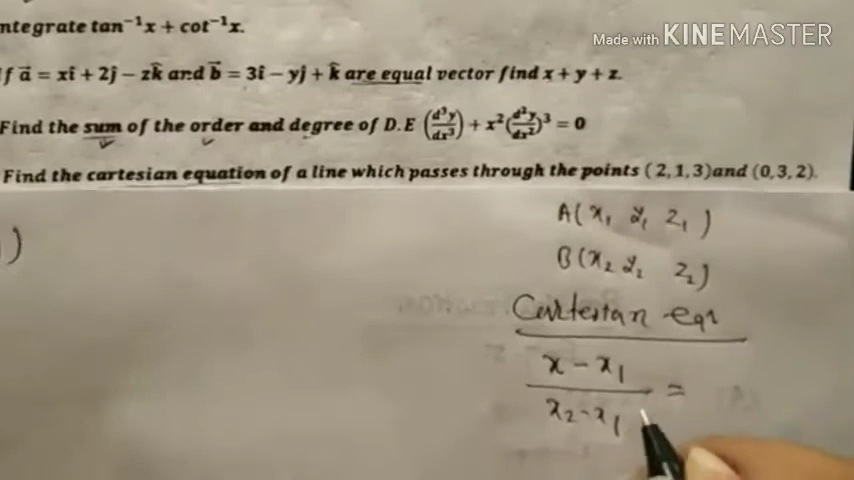 Made with KINEMASTER
ntegrate tan⁻¹x + cot⁻¹x.
If a⃗ = xî + 2ĵ − zk̂ and b⃗ = 3î − yĵ + k̂ are equal vector find x + y + z.
Find the sum of the order and degree of D.E (d³y/dx³) + x²(d²y/dx²)³ = 0
Find the cartesian equation of a line which passes through the points (2,1,3)and (0,3,2).
)
A(x₁ y₁ z₁)
B(x₂ y₂ z₂)
Cartesian eqn
x − x₁ / x₂ − x₁ =